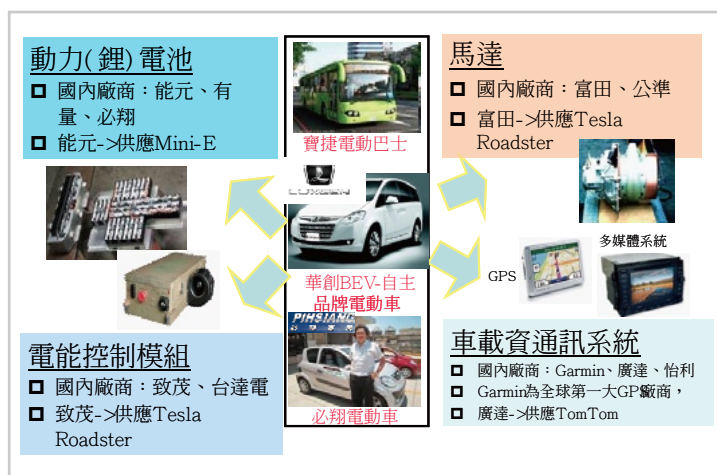 動力(鋰)電池
國內廠商：能元、有
量、必翔
能元->供應Mini-E
寶捷電動巴士
LUXGEN
華創BEV-自主
品牌電動車
PIHSIANG
必翔電動車
馬達
國內廠商：富田、公準
富田->供應Tesla
Roadster
GPS
多媒體系統
電能控制模組
國內廠商：致茂、台達電
致茂->供應Tesla
Roadster
車載資通訊系統
國內廠商：Garmin、廣達、怡利
Garmin為全球第一大GPS廠商，
廣達->供應TomTom